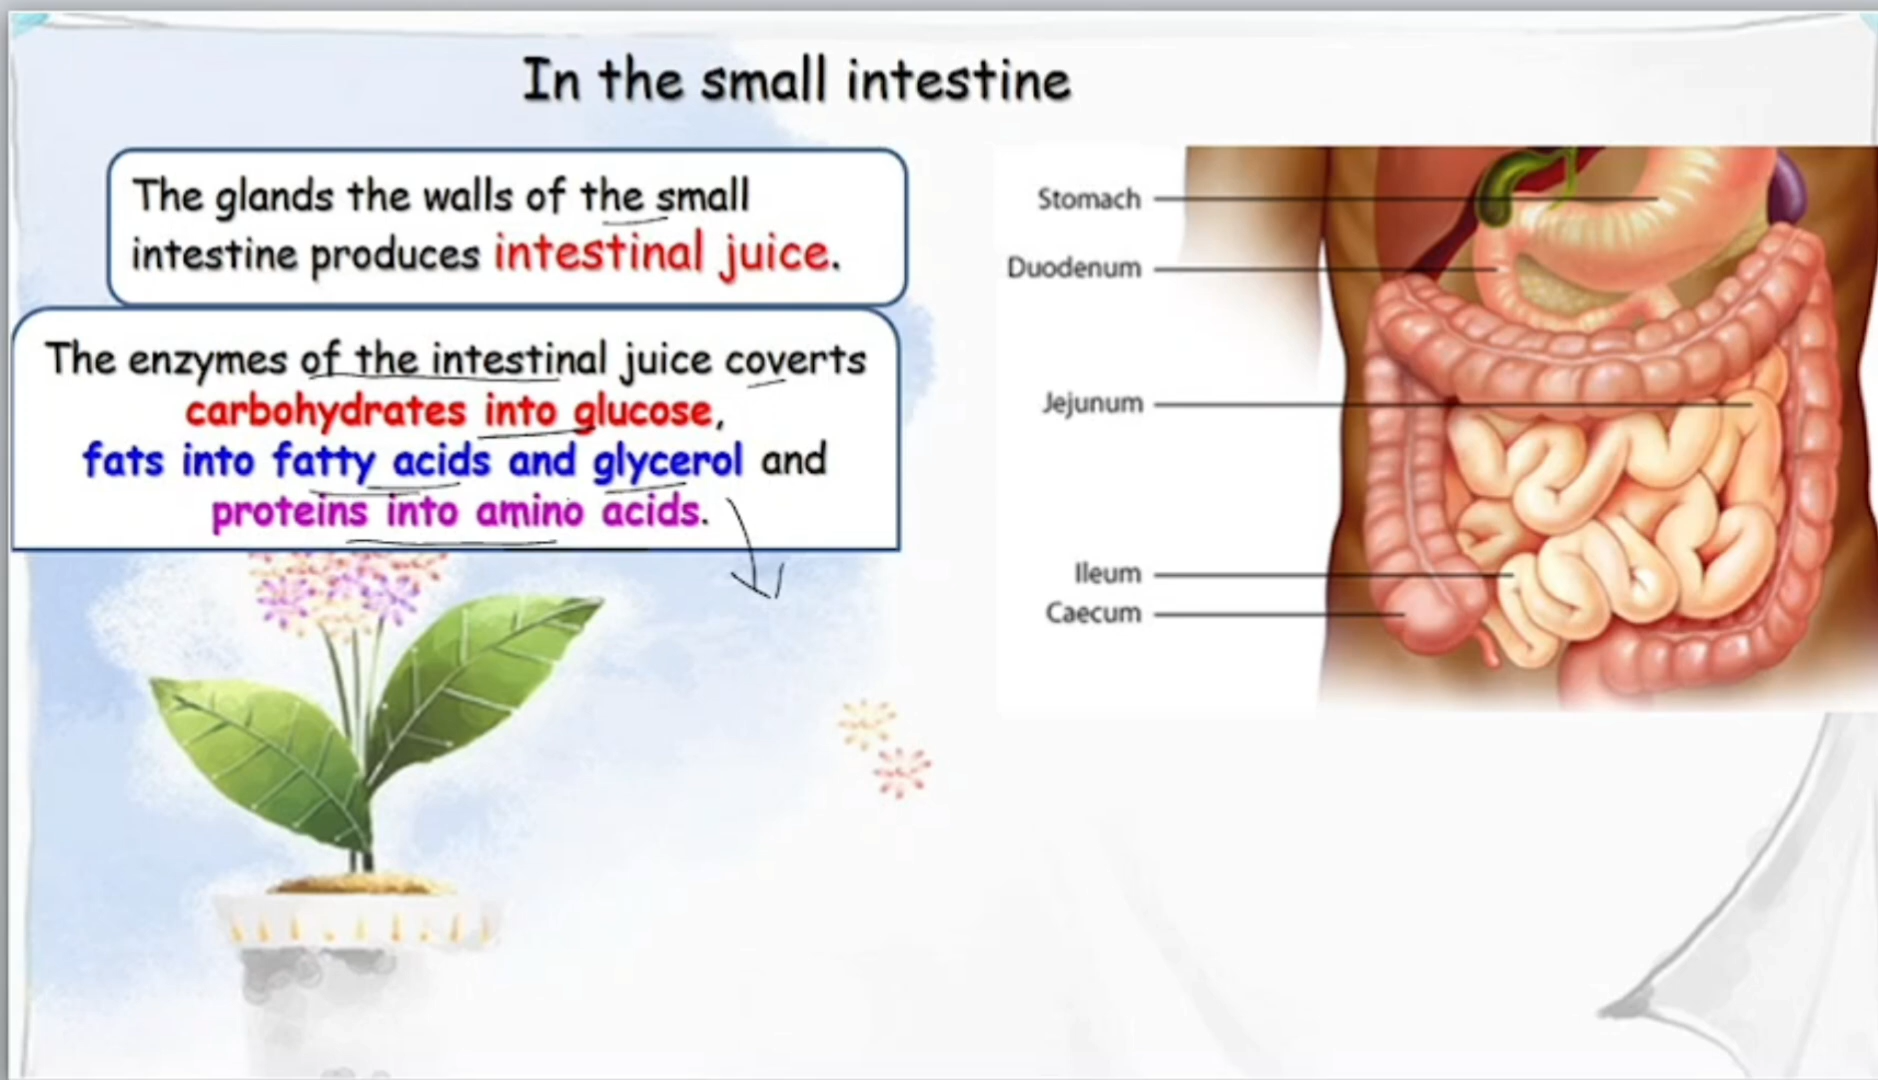 In the small intestine
The glands the walls of the small
intestine produces intestinal juice.
The enzymes of the intestinal juice coverts
carbohydrates into glucose,
fats into fatty acids and glycerol and
proteins into amino acids.
Stomach
Duodenum
Jejunum
Ileum
Caecum